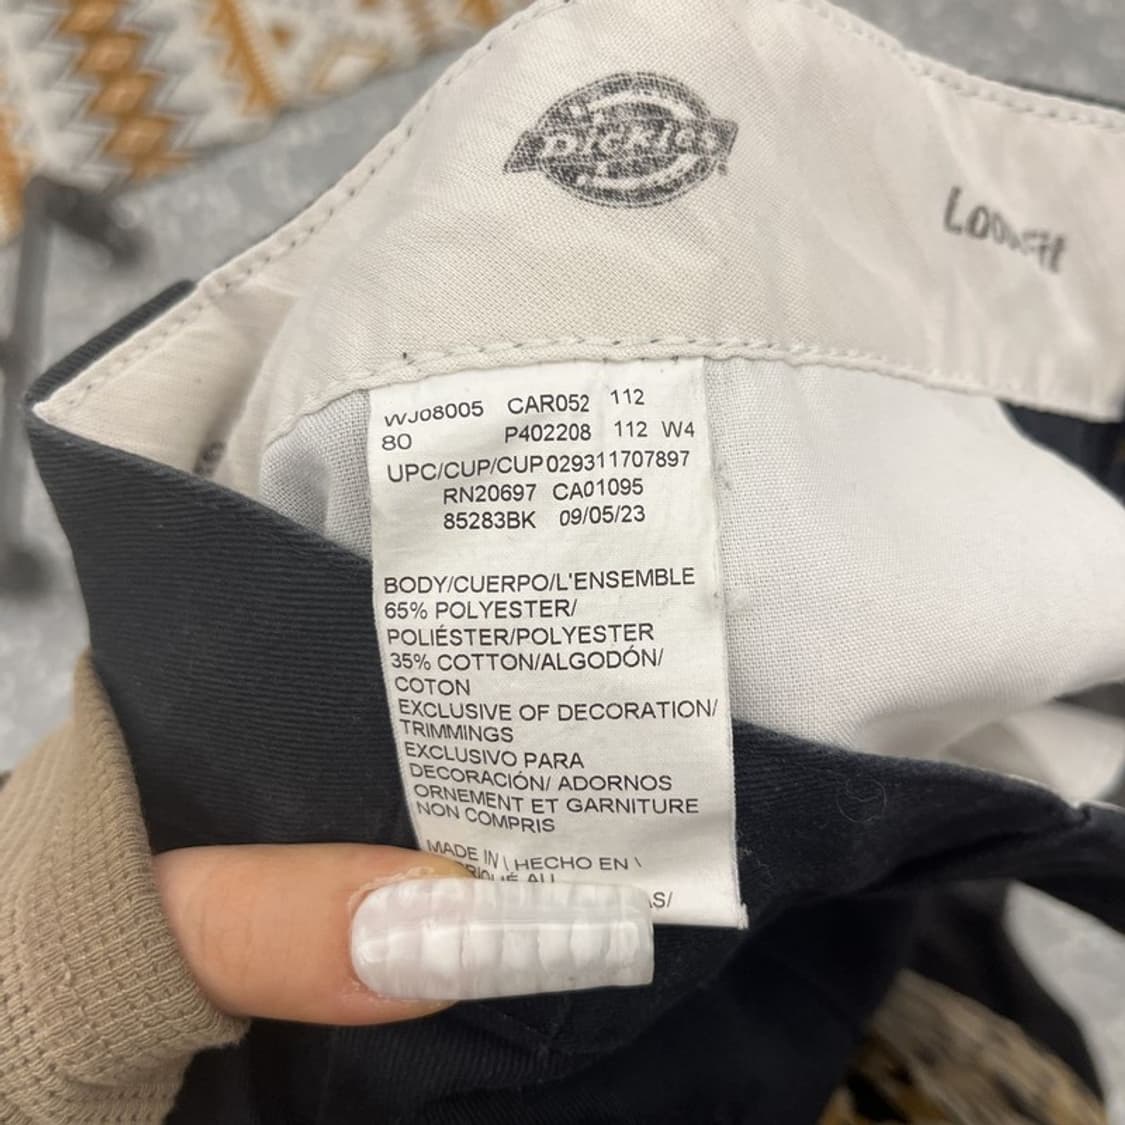 DICKIES
WJ08005 CAR052 112
80 P402208 112 W4
UPC/CUP/CUP029311707897
RN20697 CA01095
85283BK 09/05/23
BODY/CUERPO/L'ENSEMBLE
65% POLYESTER/
POLIÉSTER/POLYESTER
35% COTTON/ALGODÓN/
COTON
EXCLUSIVE OF DECORATION/
TRIMMINGS
EXCLUSIVO PARA
DECORACIÓN/ ADORNOS
ORNEMENT ET GARNITURE
NON COMPRIS
MADE IN \ HECHO EN \
AU